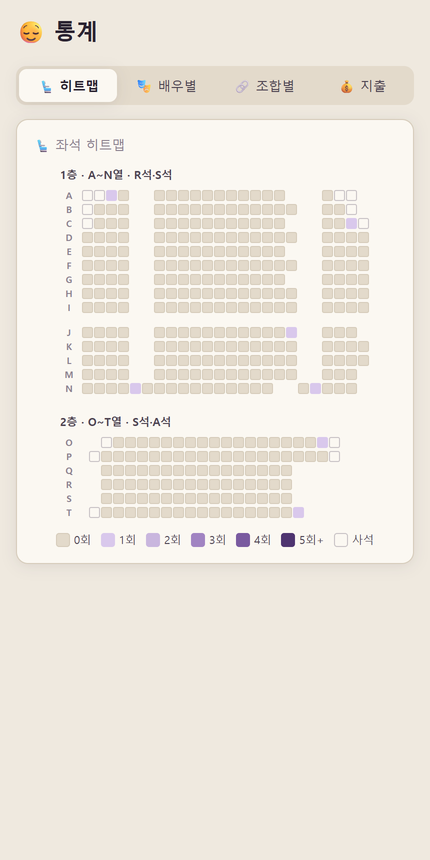 통계
히트맵 배우별 조합별 지출
좌석 히트맵
1층 · A~N열 · R석·S석
A
B
C
D
E
F
G
H
I
J
K
L
M
N
2층 · O~T열 · S석·A석
O
P
Q
R
S
T
0회 1회 2회 3회 4회 5회+ 사석